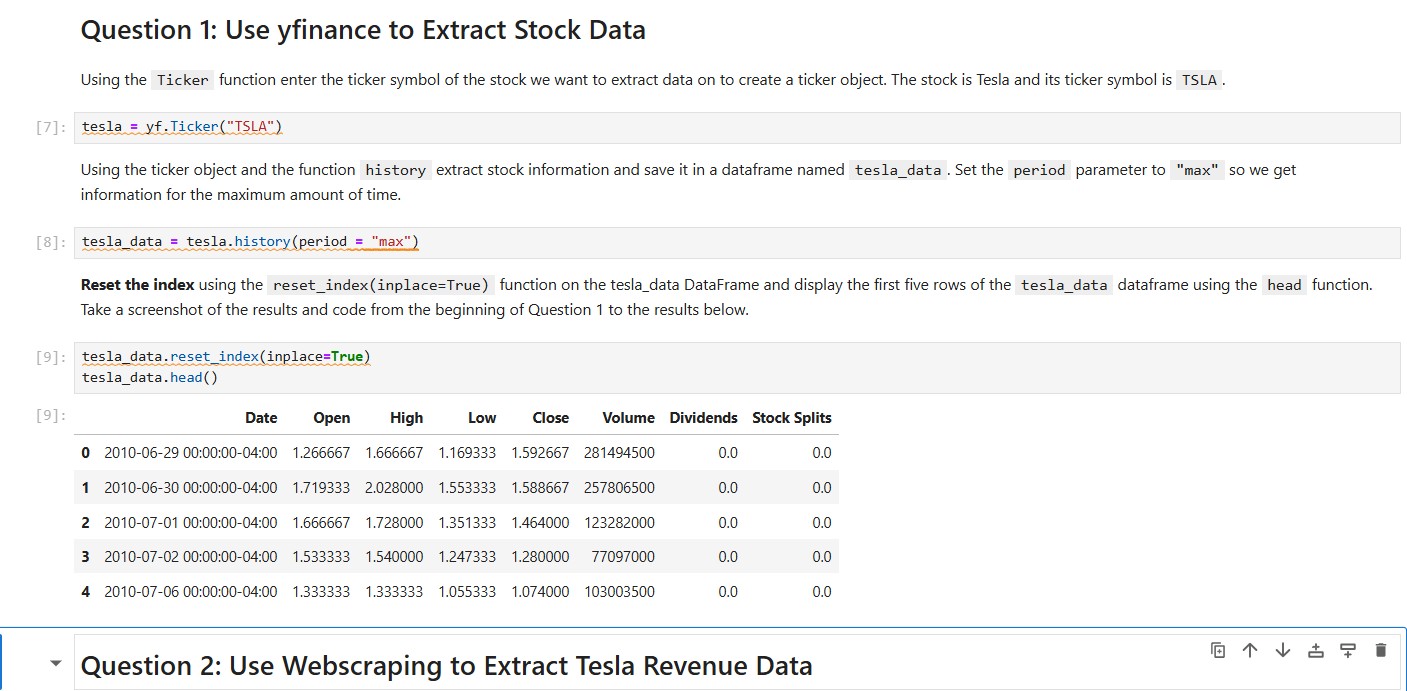 Question 1: Use yfinance to Extract Stock Data
Using the Ticker function enter the ticker symbol of the stock we want to extract data on to create a ticker object. The stock is Tesla and its ticker symbol is TSLA.
[7]: tesla = yf.Ticker("TSLA")
Using the ticker object and the function history extract stock information and save it in a dataframe named tesla_data. Set the period parameter to "max" so we get
information for the maximum amount of time.
[8]: tesla_data = tesla.history(period = "max")
Reset the index using the reset_index(inplace=True) function on the tesla_data DataFrame and display the first five rows of the tesla_data dataframe using the head function.
Take a screenshot of the results and code from the beginning of Question 1 to the results below.
[9]: tesla_data.reset_index(inplace=True)
tesla_data.head()
[9]: Date Open High Low Close Volume Dividends Stock Splits
0 2010-06-29 00:00:00-04:00 1.266667 1.666667 1.169333 1.592667 281494500 0.0 0.0
1 2010-06-30 00:00:00-04:00 1.719333 2.028000 1.553333 1.588667 257806500 0.0 0.0
2 2010-07-01 00:00:00-04:00 1.666667 1.728000 1.351333 1.464000 123282000 0.0 0.0
3 2010-07-02 00:00:00-04:00 1.533333 1.540000 1.247333 1.280000 77097000 0.0 0.0
4 2010-07-06 00:00:00-04:00 1.333333 1.333333 1.055333 1.074000 103003500 0.0 0.0
Question 2: Use Webscraping to Extract Tesla Revenue Data